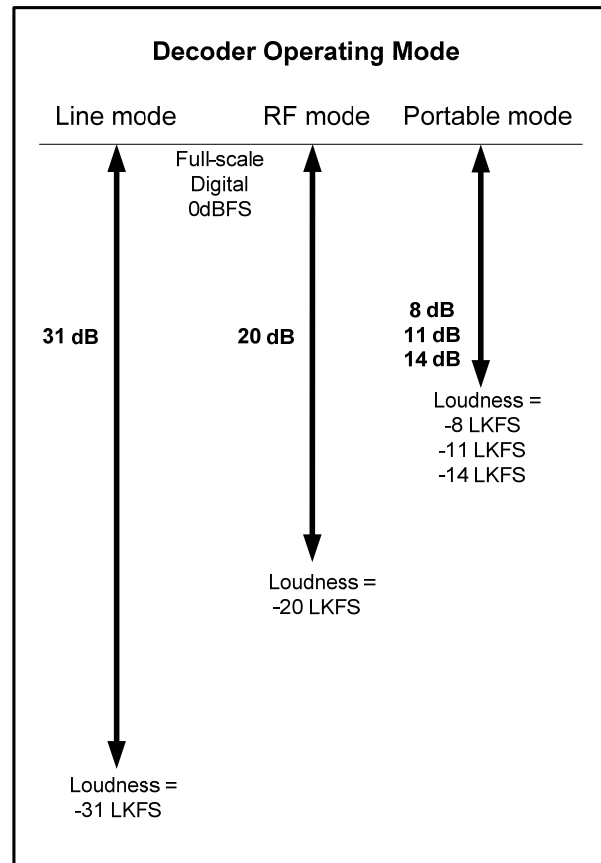 Decoder Operating Mode
Line mode RF mode Portable mode
Full-scale
Digital
0dBFS
31 dB
20 dB
8 dB
11 dB
14 dB
Loudness =
-8 LKFS
-11 LKFS
-14 LKFS
Loudness =
-20 LKFS
Loudness =
-31 LKFS